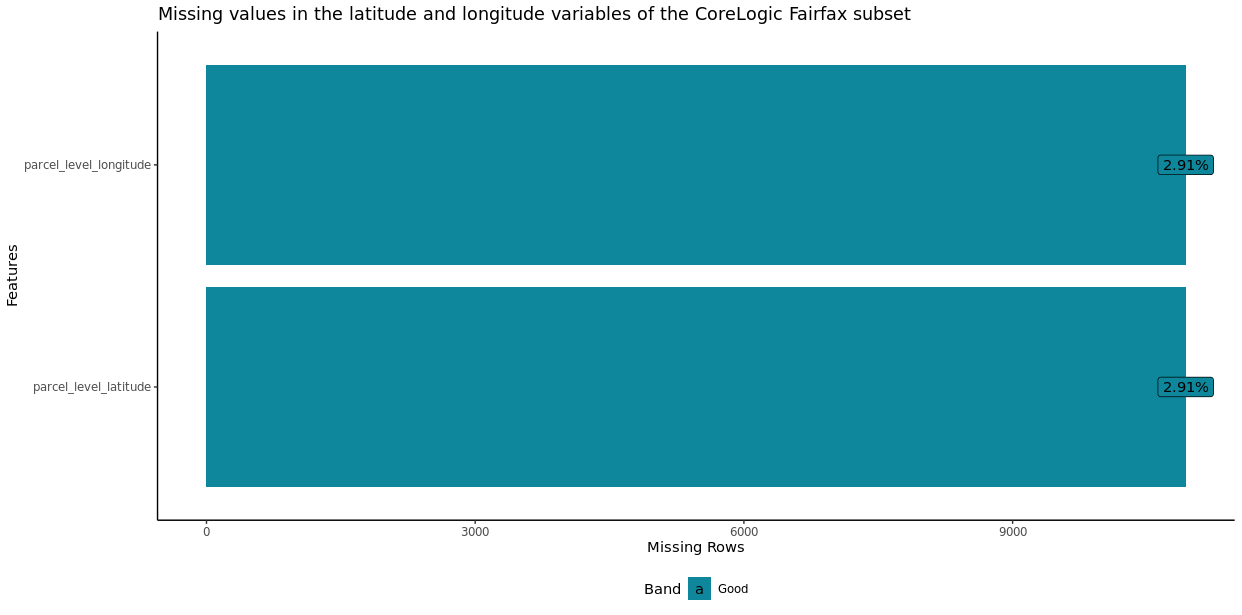 Missing values in the latitude and longitude variables of the CoreLogic Fairfax subset
Features
parcel_level_longitude
2.91%
parcel_level_latitude
2.91%
0 3000 6000 9000
Missing Rows
Band a Good